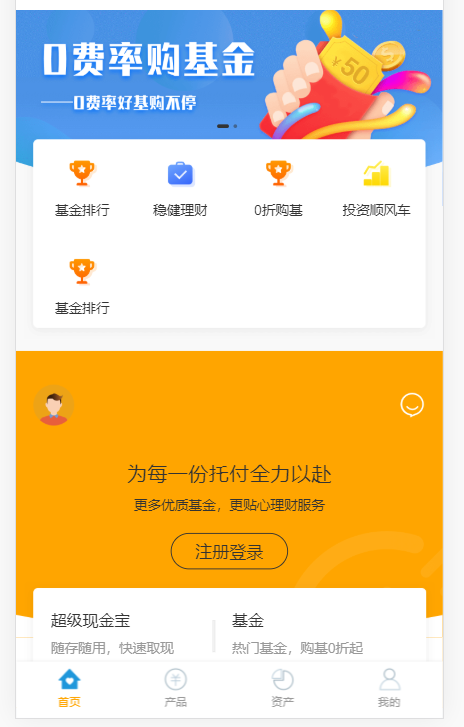 0费率购基金
——0费率好基购不停
¥50
基金排行
稳健理财
0折购基
投资顺风车
基金排行
为每一份托付全力以赴
更多优质基金，更贴心理财服务
注册登录
超级现金宝
基金
随存随用，快速取现
热门基金，购基0折起
首页
¥
产品
资产
我的